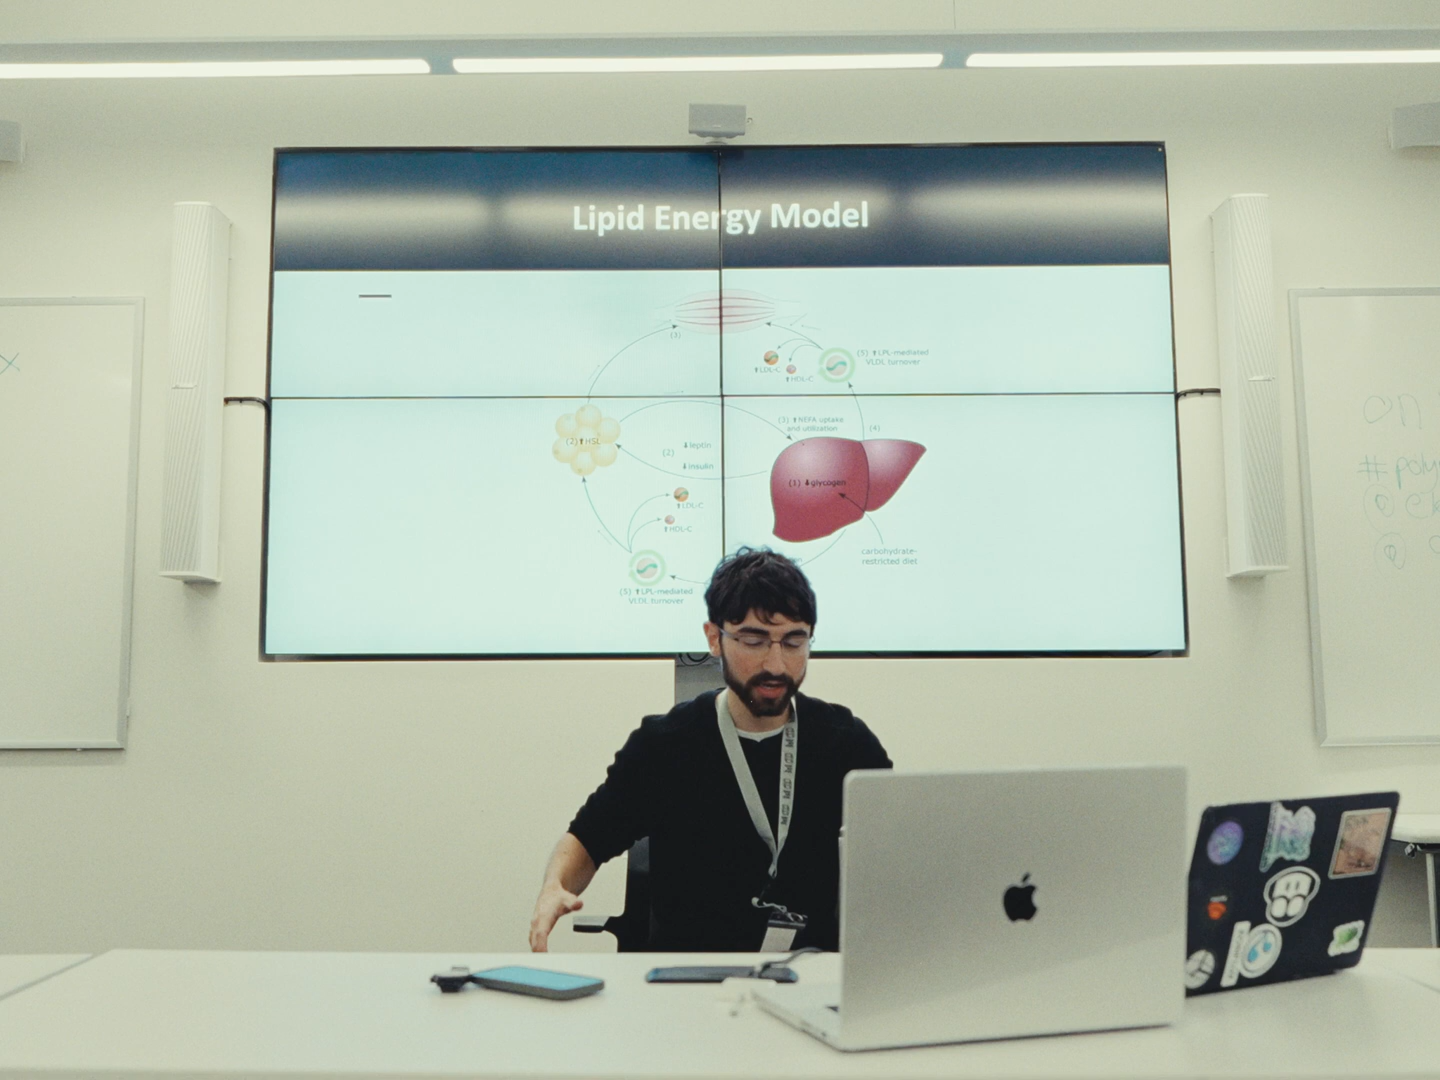 Lipid Energy Model
(3)
(5) ⬆LPL-mediated
VLDL turnover
⬆LDL-C
⬆HDL-C
(3) ⬆NEFA uptake
and utilization
(4)
(2)⬆HSL
(2)
⬇leptin
⬇insulin
(1) ⬇glycogen
⬆LDL-C
⬆HDL-C
carbohydrate-
restricted diet
(5) ⬆LPL-mediated
VLDL turnover
X
on